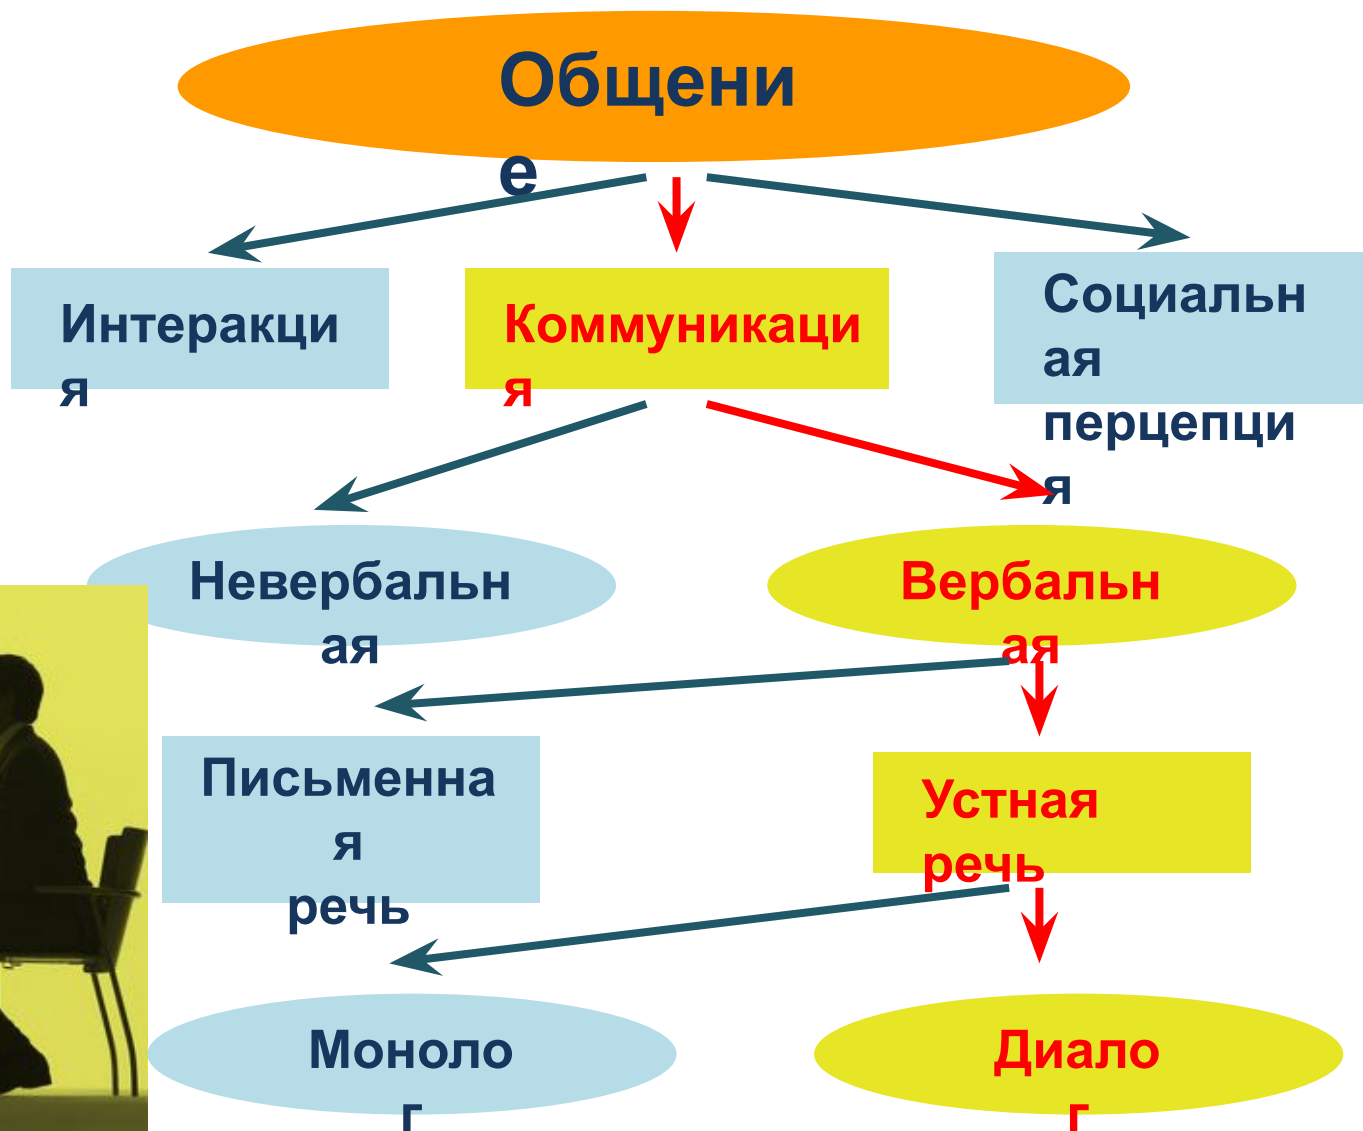 Общени
е
Интеракци
я
Коммуникаци
я
Социальн
ая
перцепци
я
Невербальн
ая
Вербальн
ая
Письменна
я
речь
Устная
речь
Моноло
г
Диало
г